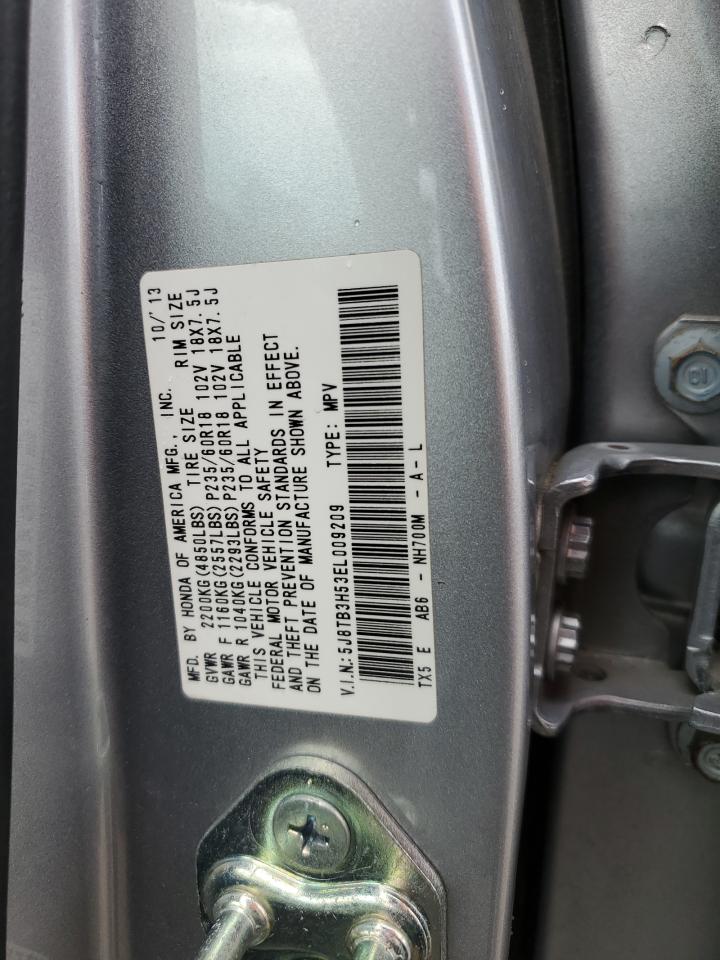 MFD. BY HONDA OF AMERICA MFG., INC. 10/'13
GVWR 2200KG(4850LBS) TIRE SIZE RIM SIZE
GAWR F 1160KG(2557LBS)P235/60R18 102V 18X7.5J
GAWR R 1040KG(2293LBS)P235/60R18 102V 18X7.5J
THIS VEHICLE CONFORMS TO ALL APPLICABLE
FEDERAL MOTOR VEHICLE SAFETY
AND THEFT PREVENTION STANDARDS IN EFFECT
ON THE DATE OF MANUFACTURE SHOWN ABOVE.
V.I.N.: 5J8TB3H53EL009209 TYPE: MPV
TX5 E AB6 - NH700M - A - L